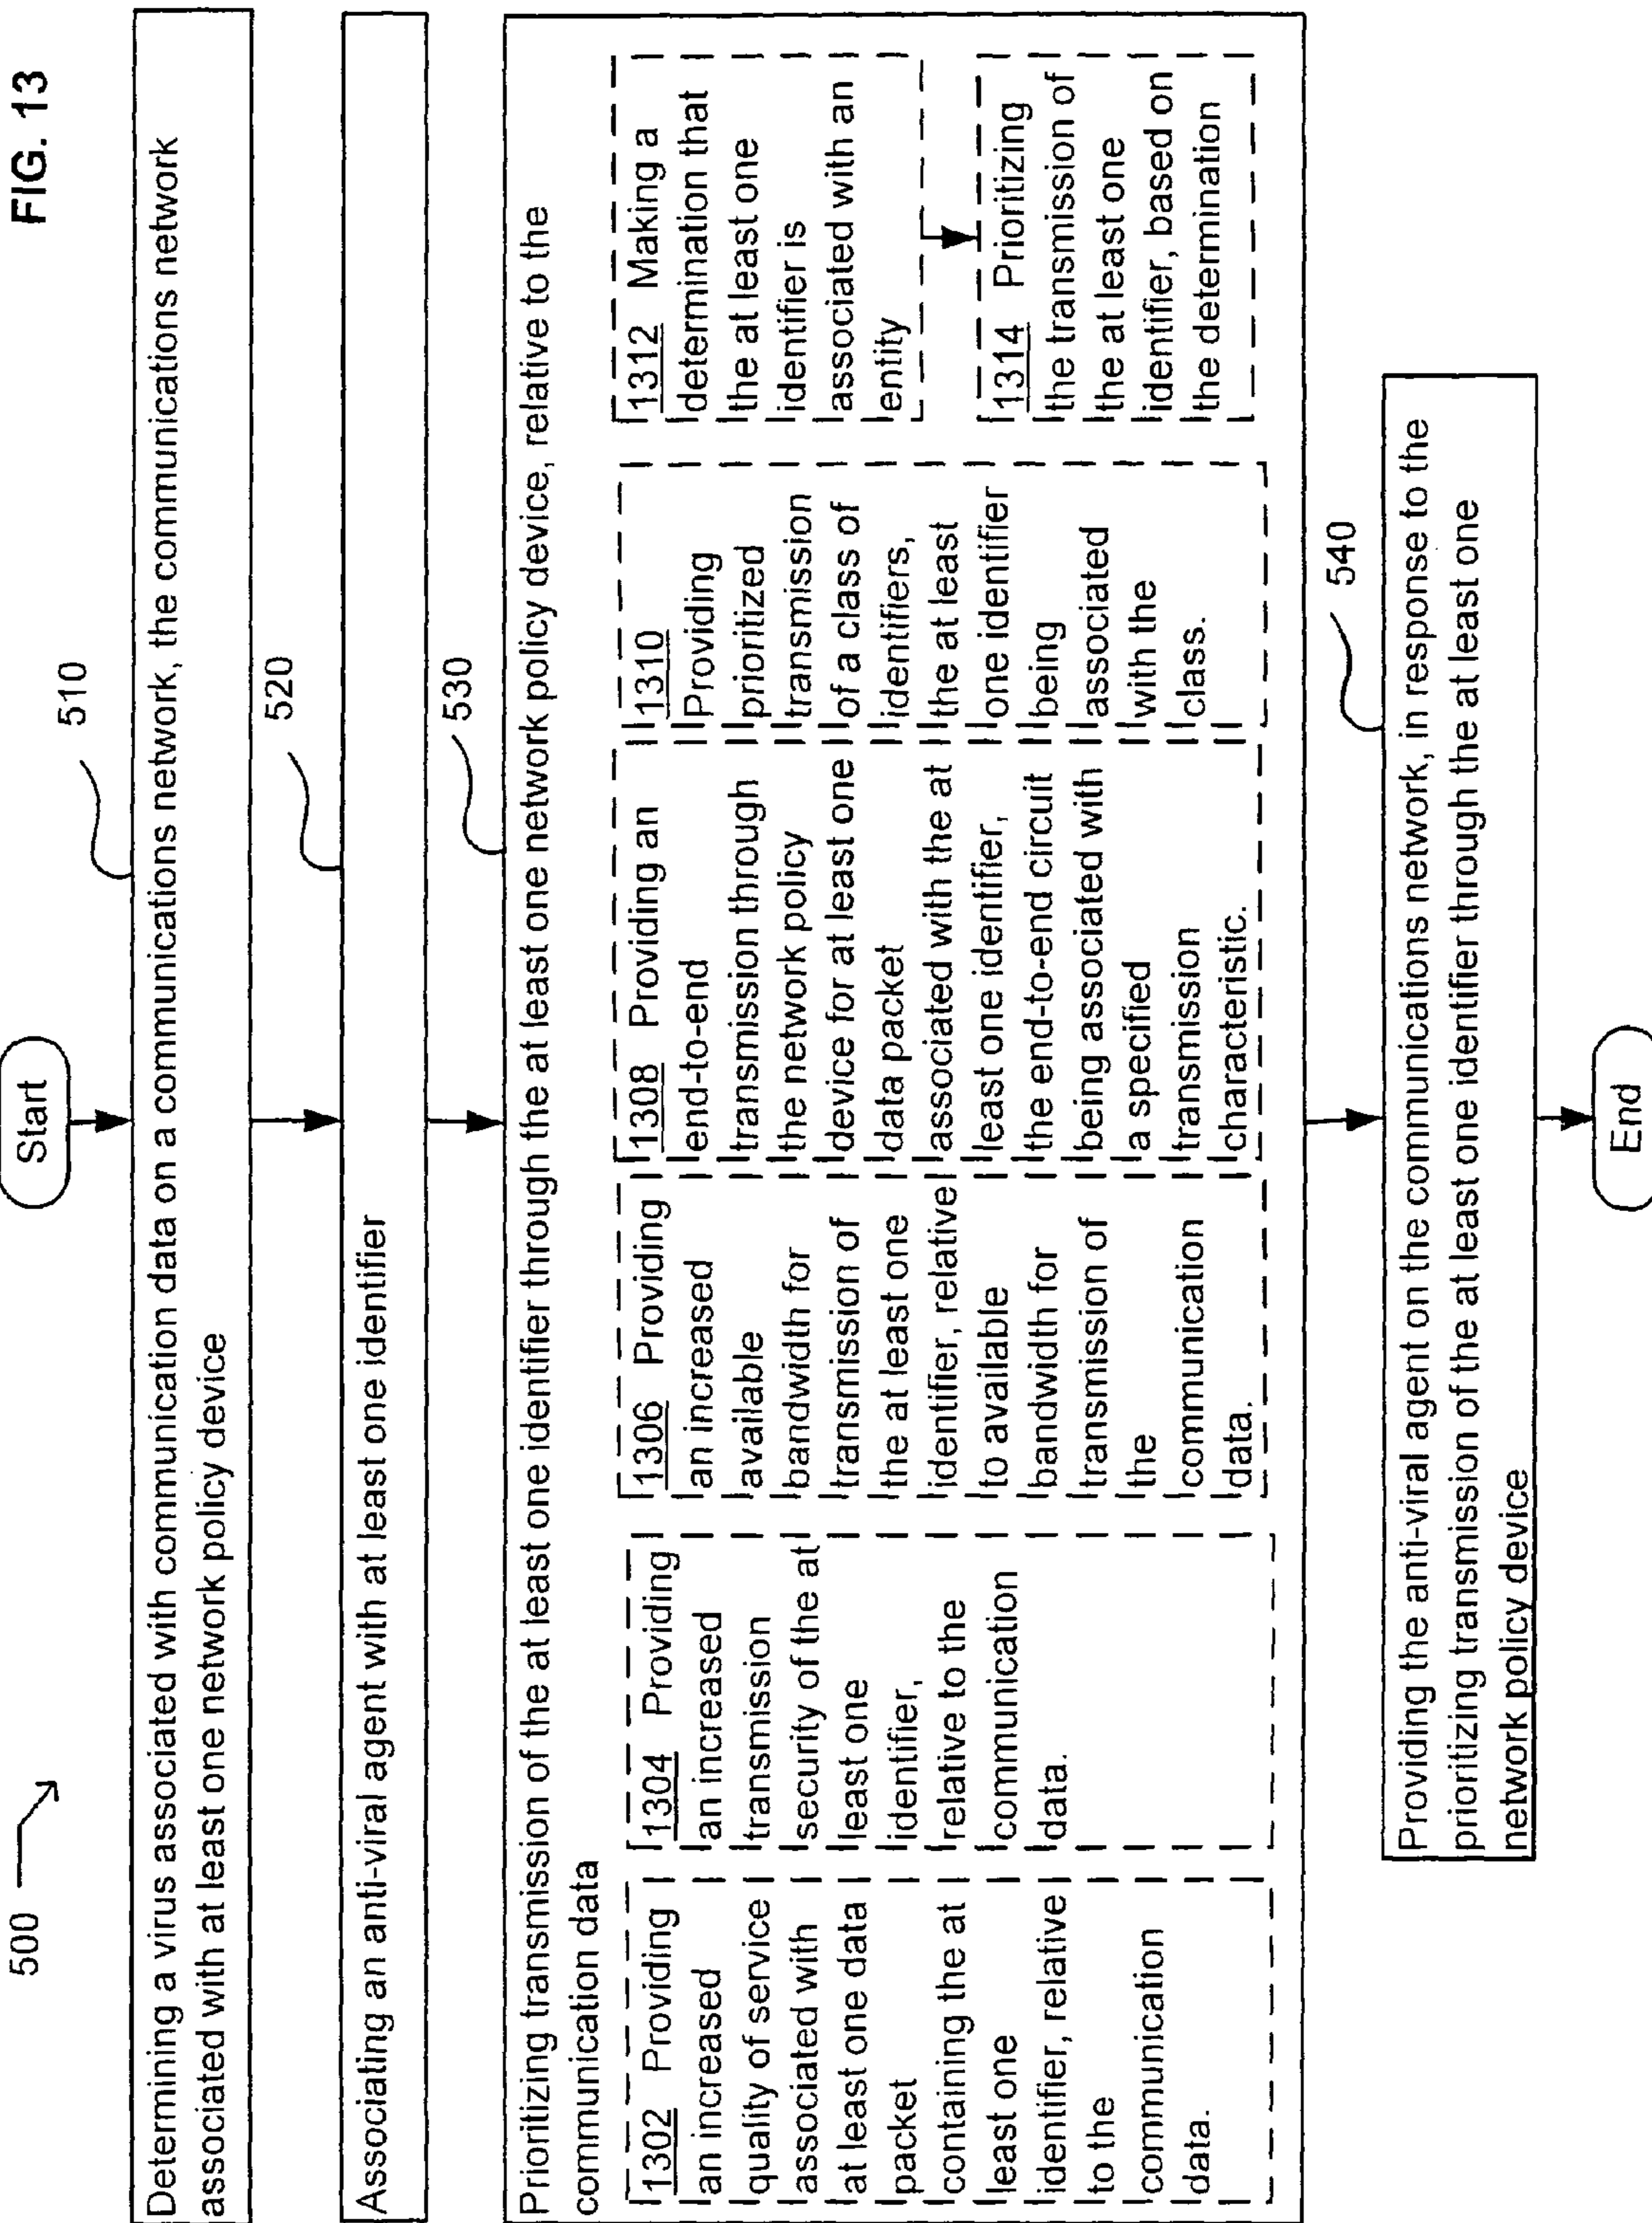 FIG. 13
500
Start
510
Determining a virus associated with communication data on a communications network, the communications network
associated with at least one network policy device
520
Associating an anti-viral agent with at least one identifier
530
Prioritizing transmission of the at least one identifier through the at least one network policy device, relative to the
communication data
1302 Providing
an increased
quality of service
associated with
at least one data
packet
containing the at
least one
identifier, relative
to the
communication
data.
1304 Providing
an increased
transmission
security of the at
least one
identifier,
relative to the
communication
data.
1306 Providing
an increased
available
bandwidth for
transmission of
the at least one
identifier, relative
to available
bandwidth for
transmission of
the
communication
data.
1308 Providing an
end-to-end
transmission through
the network policy
device for at least one
data packet
associated with the at
least one identifier,
the end-to-end circuit
being associated with
a specified
transmission
characteristic.
1310
Providing
prioritized
transmission
of a class of
identifiers,
the at least
one identifier
being
associated
with the
class.
1312 Making a
determination that
the at least one
identifier is
associated with an
entity
1314 Prioritizing
the transmission of
the at least one
identifier, based on
the determination
540
Providing the anti-viral agent on the communications network, in response to the
prioritizing transmission of the at least one identifier through the at least one
network policy device
End